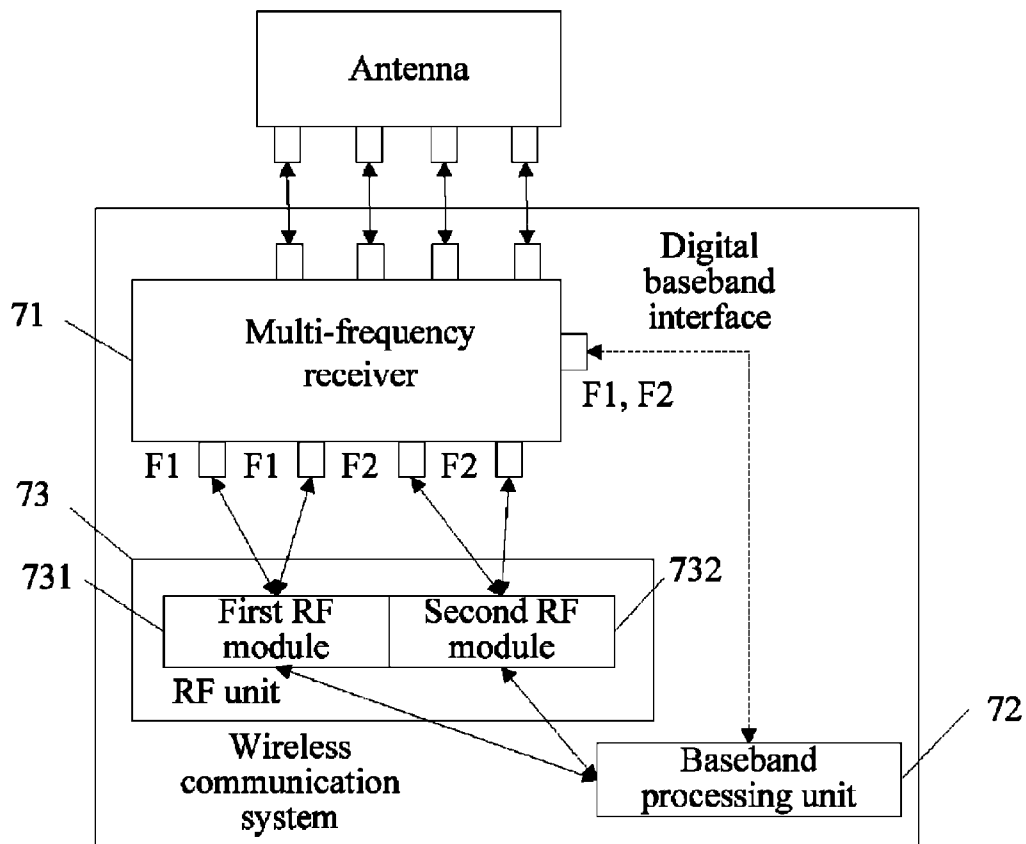 Antenna
Digital
baseband
interface
71
Multi-frequency
receiver
F1, F2
F1 F1 F2 F2
73
731
732
First RF
module
Second RF
module
RF unit
72
Wireless
communication
system
Baseband
processing unit